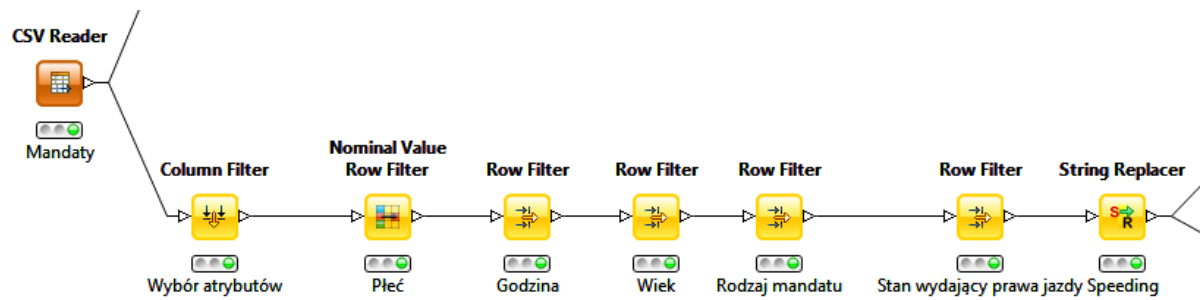 CSV Reader
Mandaty
Column Filter
Wybór atrybutów
Nominal Value
Row Filter
Płeć
Row Filter
Godzina
Row Filter
Wiek
Row Filter
Rodzaj mandatu
Row Filter
Stan wydający prawa jazdy
String Replacer
S
R
Speeding